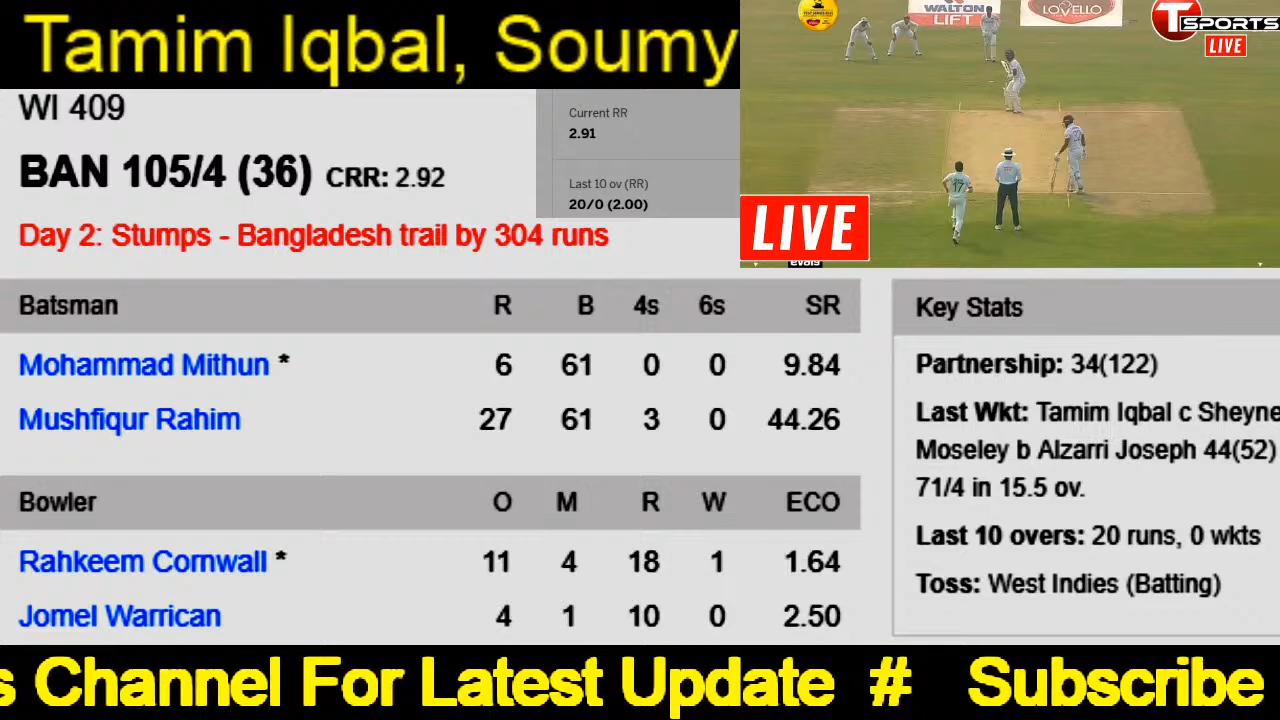 Tamim Iqbal, Soumy
WI 409
BAN 105/4 (36) CRR: 2.92
Day 2: Stumps - Bangladesh trail by 304 runs
Current RR
2.91
Last 10 ov (RR)
20/0 (2.00)
WALTON
LIFT
LOVELLO
T SPORTS
LIVE
17
LIVE
evals
Batsman R B 4s 6s SR
Mohammad Mithun * 6 61 0 0 9.84
Mushfiqur Rahim 27 61 3 0 44.26
Bowler O M R W ECO
Rahkeem Cornwall * 11 4 18 1 1.64
Jomel Warrican 4 1 10 0 2.50
Key Stats
Partnership: 34(122)
Last Wkt: Tamim Iqbal c Sheyne
Moseley b Alzarri Joseph 44(52)
71/4 in 15.5 ov.
Last 10 overs: 20 runs, 0 wkts
Toss: West Indies (Batting)
s Channel For Latest Update # Subscribe